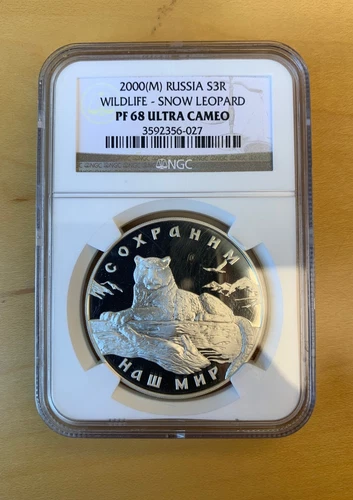 2000(M) RUSSIA S3R
WILDLIFE - SNOW LEOPARD
PF 68 ULTRA CAMEO
3592356-027
NGC
СОХРАНИМ
НАШ МИР